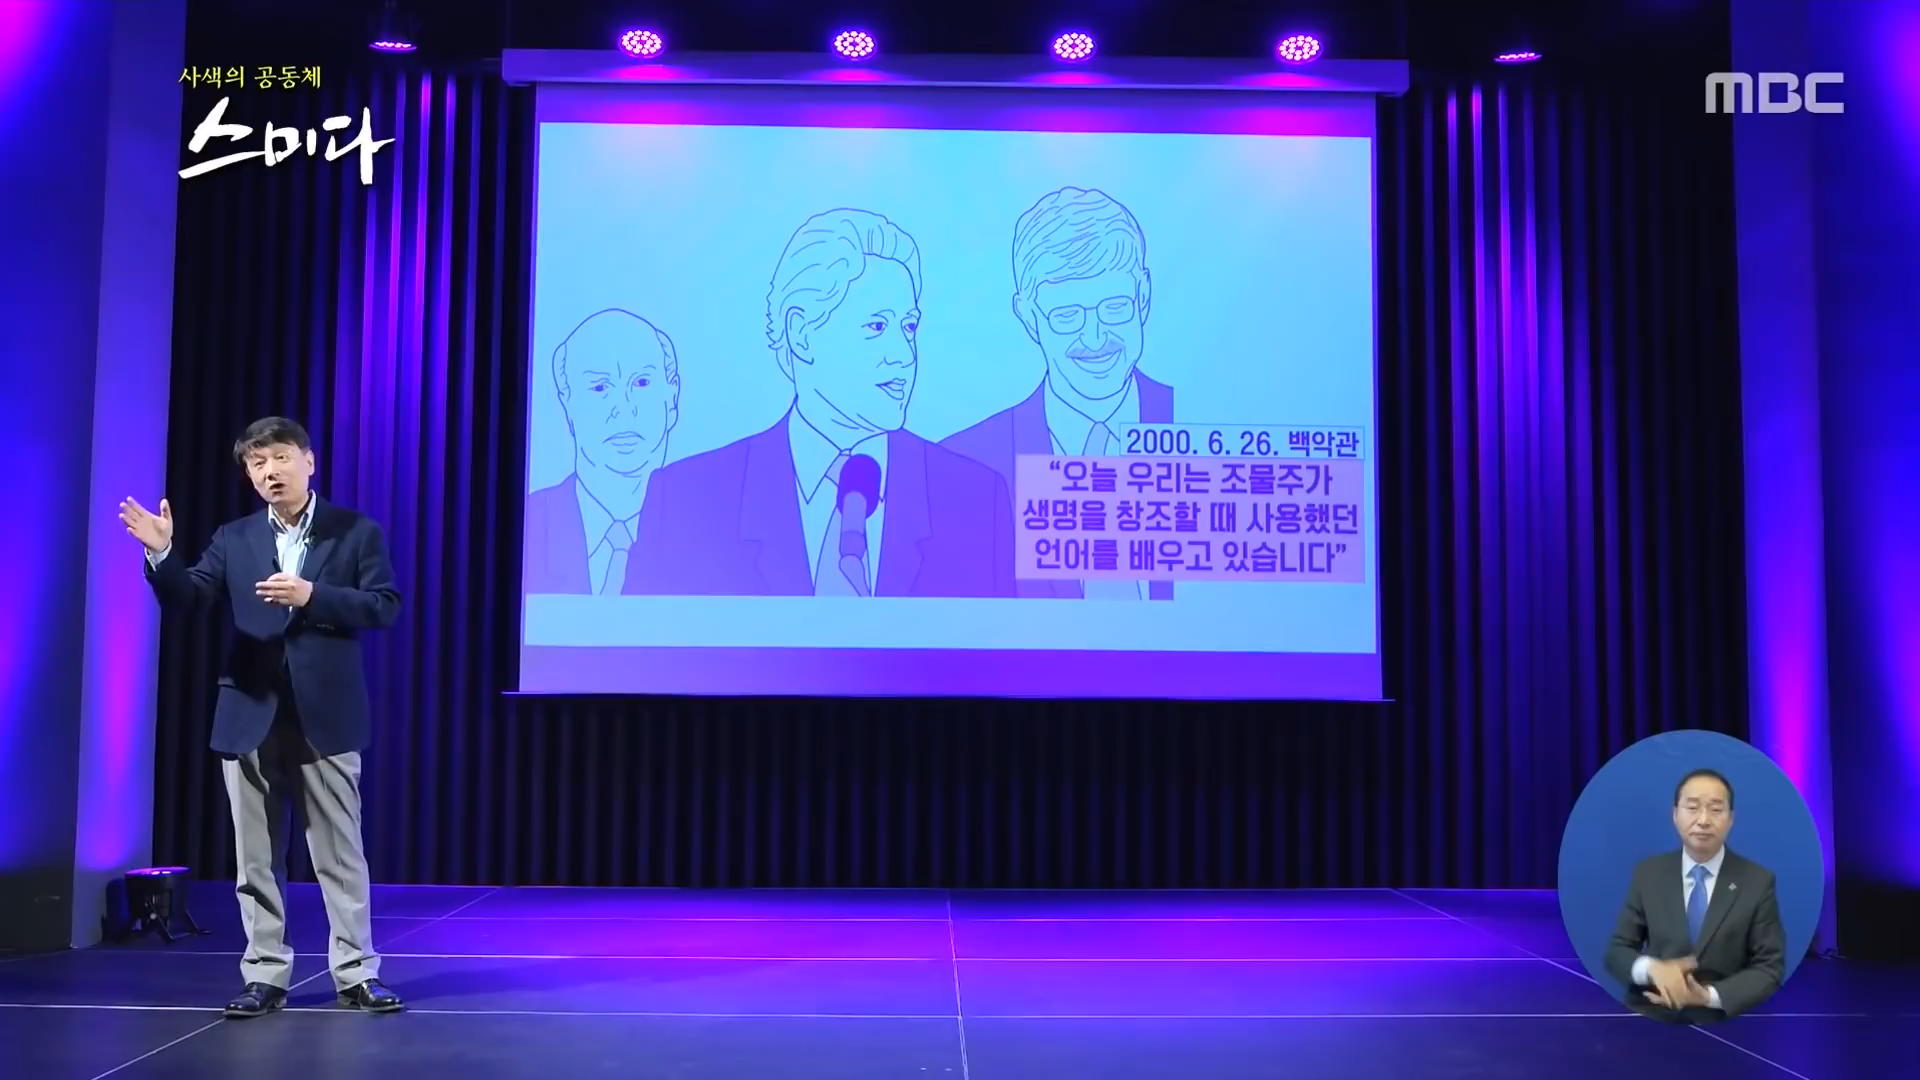 사색의 공동체
스미다
MBC
2000. 6. 26. 백악관
“오늘 우리는 조물주가
생명을 창조할 때 사용했던
언어를 배우고 있습니다”